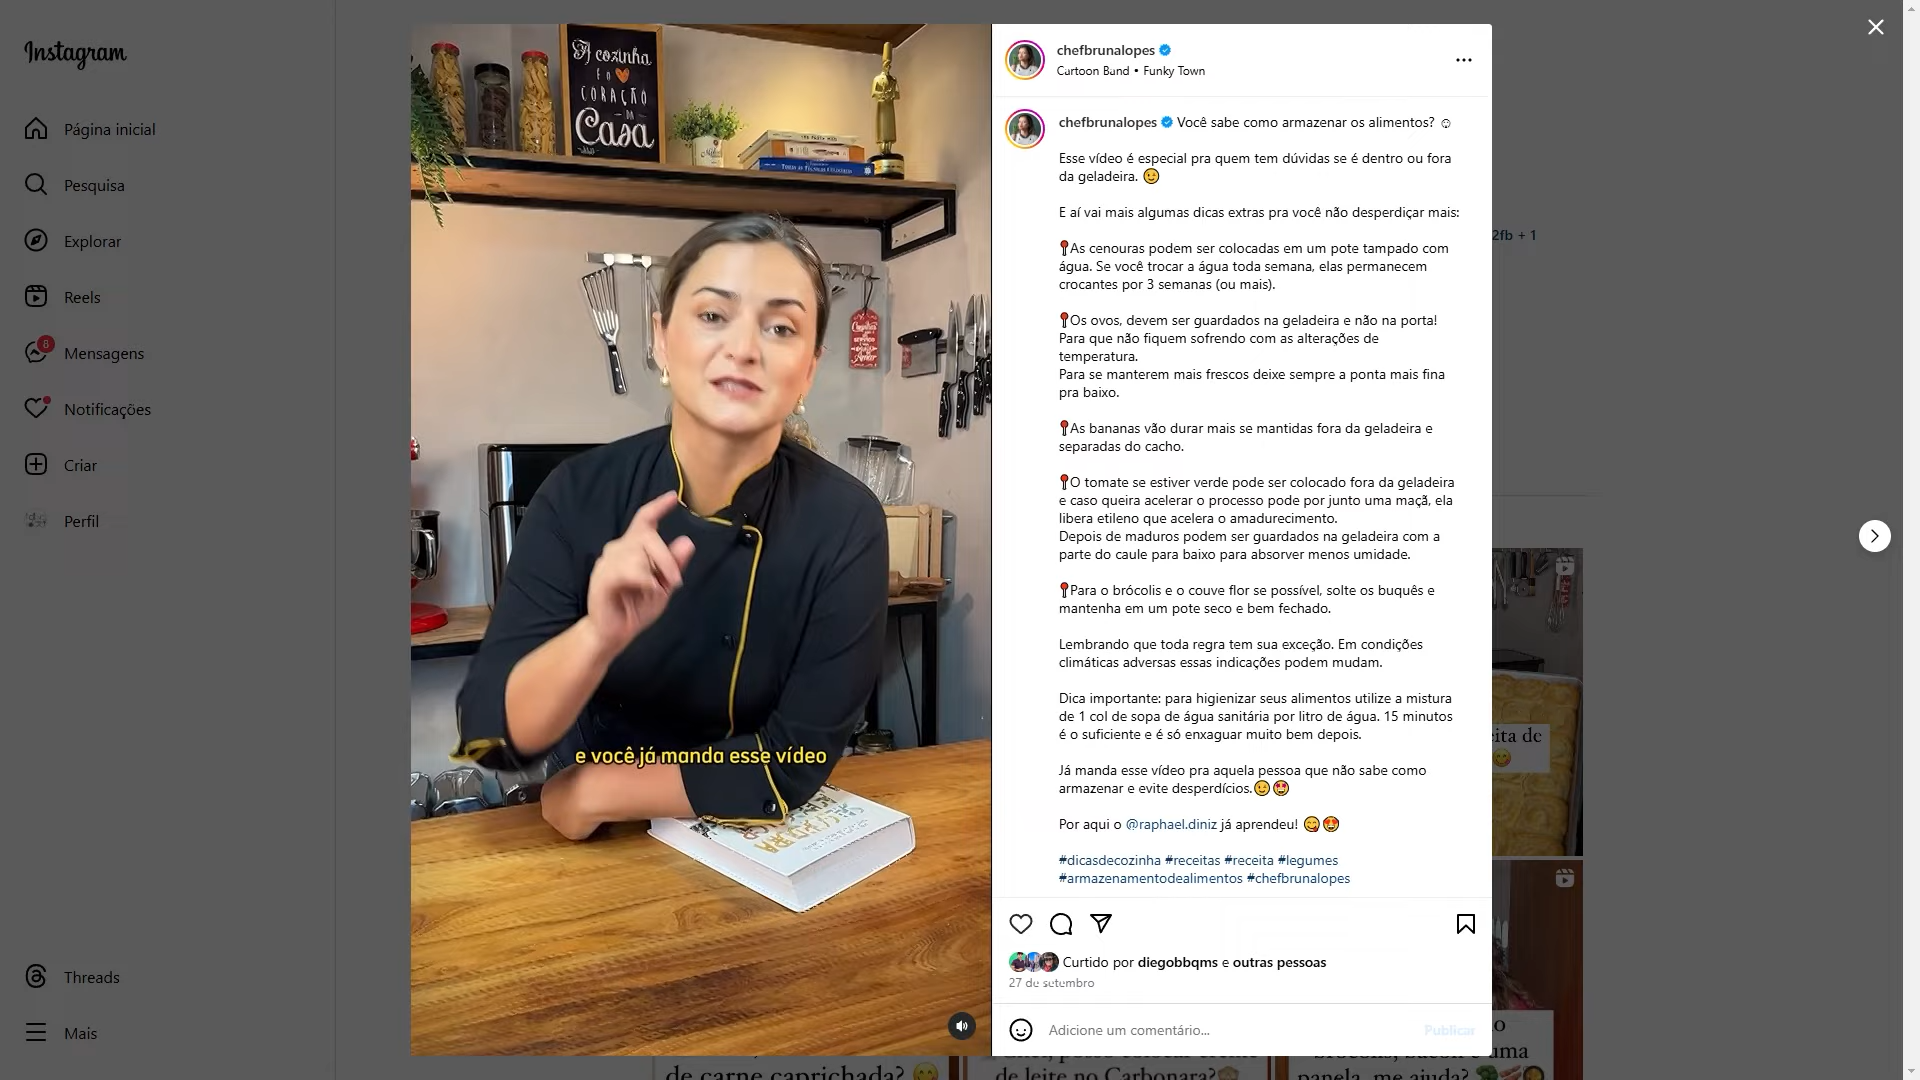 Instagram
Página inicial
Pesquisa
Explorar
Reels
8
Mensagens
Notificações
Criar
Perfil
Threads
Mais
A cozinha
é o
CORAÇÃO
DA
Casa
TODAS AS TÉCNICAS CULINÁRIAS
e você já manda esse vídeo
chefbrunalopes
Cartoon Band • Funky Town
chefbrunalopes Você sabe como armazenar os alimentos? ☺
Esse vídeo é especial pra quem tem dúvidas se é dentro ou fora
da geladeira. 😉
E aí vai mais algumas dicas extras pra você não desperdiçar mais:
📍As cenouras podem ser colocadas em um pote tampado com
água. Se você trocar a água toda semana, elas permanecem
crocantes por 3 semanas (ou mais).
📍Os ovos, devem ser guardados na geladeira e não na porta!
Para que não fiquem sofrendo com as alterações de
temperatura.
Para se manterem mais frescos deixe sempre a ponta mais fina
pra baixo.
📍As bananas vão durar mais se mantidas fora da geladeira e
separadas do cacho.
📍O tomate se estiver verde pode ser colocado fora da geladeira
e caso queira acelerar o processo pode por junto uma maçã, ela
libera etileno que acelera o amadurecimento.
Depois de maduros podem ser guardados na geladeira com a
parte do caule para baixo para absorver menos umidade.
📍Para o brócolis e o couve flor se possível, solte os buquês e
mantenha em um pote seco e bem fechado.
Lembrando que toda regra tem sua exceção. Em condições
climáticas adversas essas indicações podem mudam.
Dica importante: para higienizar seus alimentos utilize a mistura
de 1 col de sopa de água sanitária por litro de água. 15 minutos
é o suficiente e é só enxaguar muito bem depois.
Já manda esse vídeo pra aquela pessoa que não sabe como
armazenar e evite desperdícios.😉🤩
Por aqui o @raphael.diniz já aprendeu! 😋🤩
#dicasdecozinha #receitas #receita #legumes
#armazenamentodealimentos #chefbrunalopes
Curtido por diegobbqms e outras pessoas
27 de setembro
Adicione um comentário...
Publicar
2fb + 1
ita de
de carne caprichada?
de leite no Carbonara?
uma
panela, me ajuda?